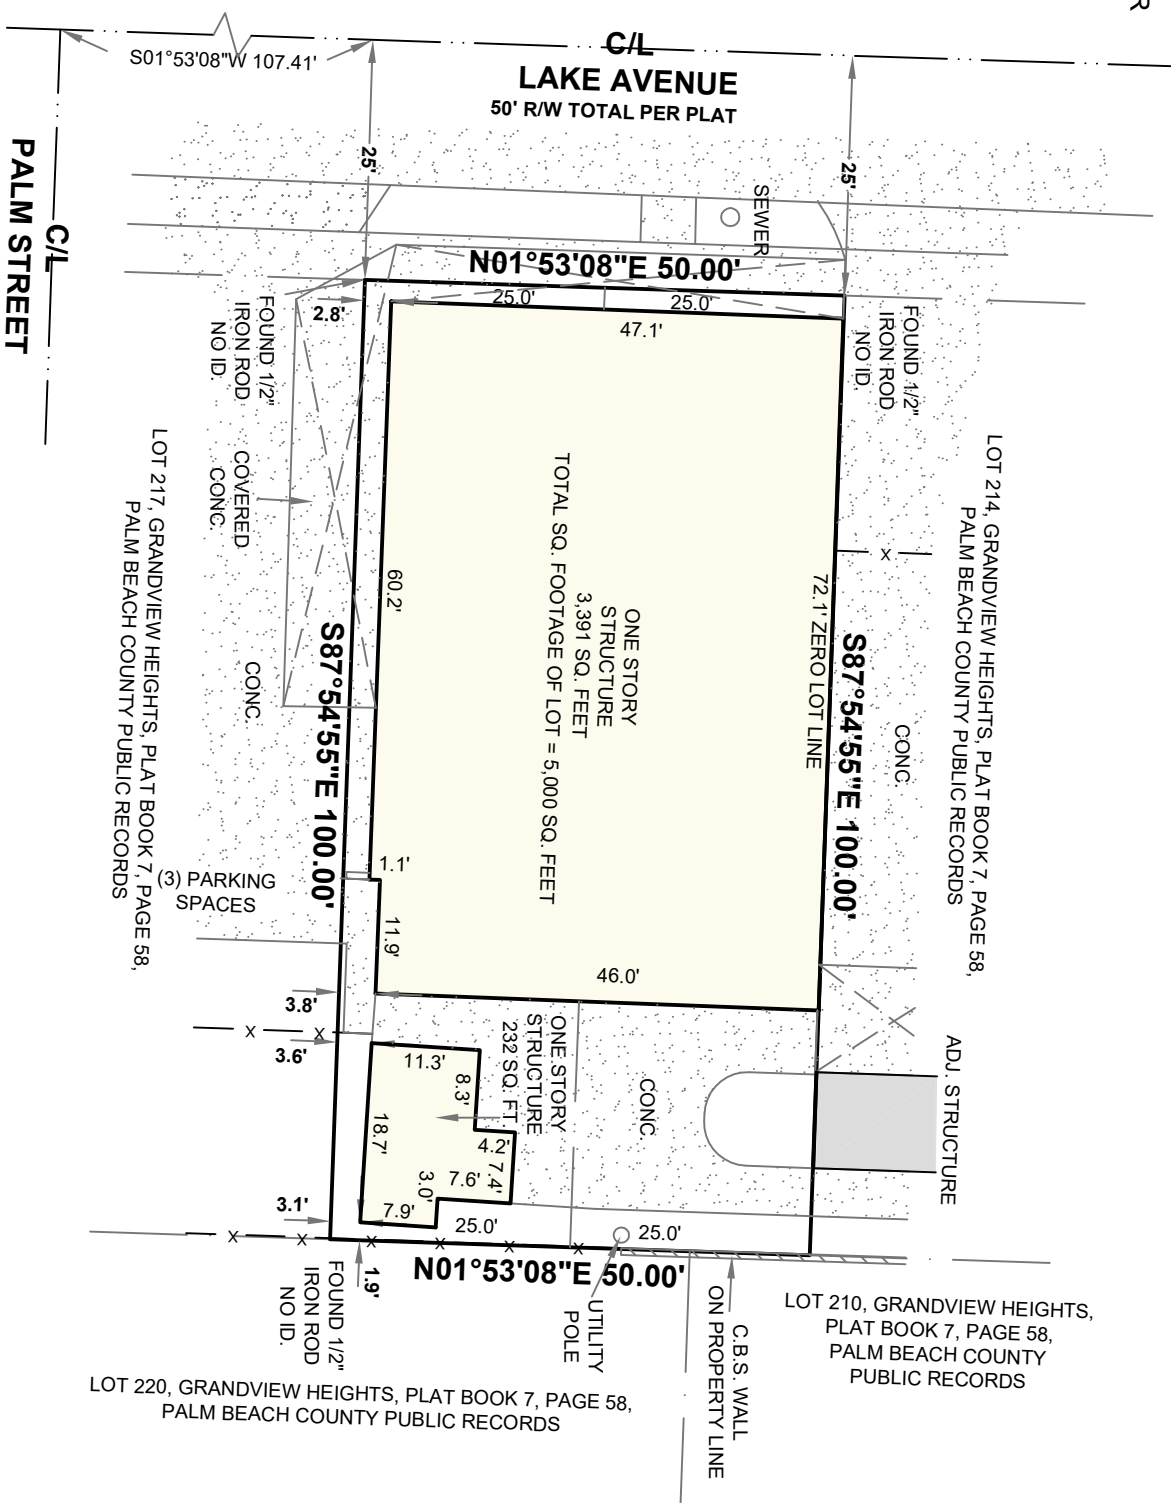 R
C/L
S01°53'08"W 107.41'
LAKE AVENUE
50' R/W TOTAL PER PLAT
C/L
PALM STREET
25'
25'
SEWER
N01°53'08"E 50.00'
25.0'
25.0'
2.8'
47.1'
FOUND 1/2"
IRON ROD
NO ID.
FOUND 1/2"
IRON ROD
NO ID.
LOT 217, GRANDVIEW HEIGHTS, PLAT BOOK 7, PAGE 58,
PALM BEACH COUNTY PUBLIC RECORDS
COVERED
CONC.
LOT 214, GRANDVIEW HEIGHTS, PLAT BOOK 7, PAGE 58,
PALM BEACH COUNTY PUBLIC RECORDS
X
60.2'
ONE STORY
STRUCTURE
3,391 SQ. FEET
TOTAL SQ. FOOTAGE OF LOT = 5,000 SQ. FEET
72.1' ZERO LOT LINE
S87°54'55"E 100.00'
S87°54'55"E 100.00'
CONC.
CONC.
1.1'
(3) PARKING
SPACES
11.9'
46.0'
3.8'
X
X
3.6'
ONE STORY
STRUCTURE
232 SQ. FT.
11.3'
8.3'
CONC.
ADJ. STRUCTURE
18.7'
4.2'
7.4'
7.6'
3.0'
7.9'
3.1'
25.0'
25.0'
X
X
X
X
X
X
N01°53'08"E 50.00'
1.9'
FOUND 1/2"
IRON ROD
NO ID.
UTILITY
POLE
C.B.S. WALL
ON PROPERTY LINE
LOT 210, GRANDVIEW HEIGHTS,
PLAT BOOK 7, PAGE 58,
PALM BEACH COUNTY
PUBLIC RECORDS
LOT 220, GRANDVIEW HEIGHTS, PLAT BOOK 7, PAGE 58,
PALM BEACH COUNTY PUBLIC RECORDS